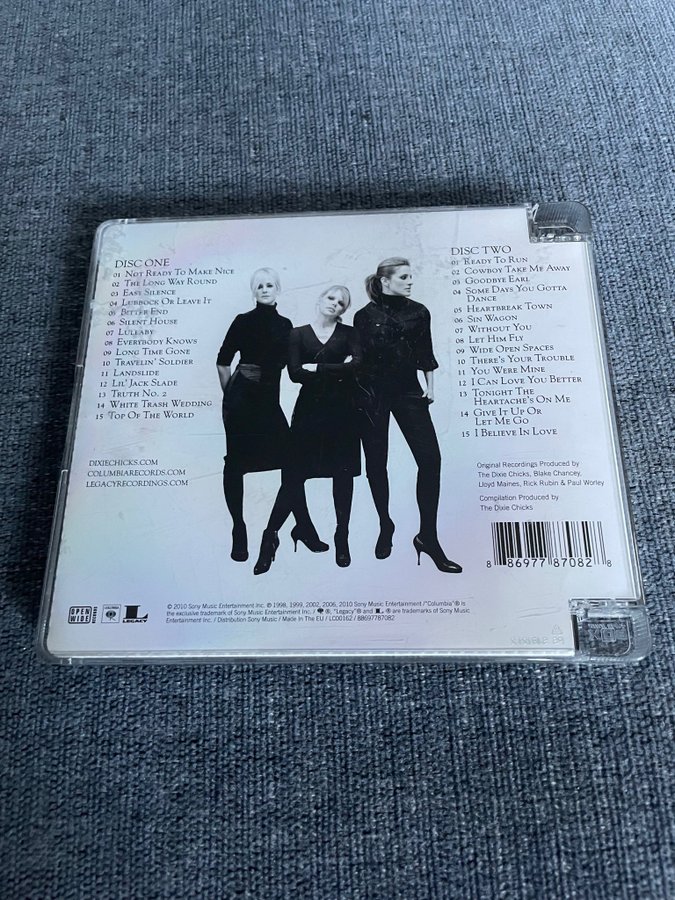 DISC ONE
01 NOT READY TO MAKE NICE
02 THE LONG WAY ROUND
03 EASY SILENCE
04 LUBBOCK OR LEAVE IT
05 BITTER END
06 SILENT HOUSE
07 LULLABY
08 EVERYBODY KNOWS
09 LONG TIME GONE
10 TRAVELIN' SOLDIER
11 LANDSLIDE
12 LIL' JACK SLADE
13 TRUTH NO. 2
14 WHITE TRASH WEDDING
15 TOP OF THE WORLD
DIXIECHICKS.COM
COLUMBIARECORDS.COM
LEGACYRECORDINGS.COM
DISC TWO
01 READY TO RUN
02 COWBOY TAKE ME AWAY
03 GOODBYE EARL
04 SOME DAYS YOU GOTTA
DANCE
05 HEARTBREAK TOWN
06 SIN WAGON
07 WITHOUT YOU
08 LET HIM FLY
09 WIDE OPEN SPACES
10 THERE'S YOUR TROUBLE
11 YOU WERE MINE
12 I CAN LOVE YOU BETTER
13 TONIGHT THE
HEARTACHE'S ON ME
14 GIVE IT UP OR
LET ME GO
15 I BELIEVE IN LOVE
Original Recordings Produced by
The Dixie Chicks, Blake Chancey,
Lloyd Maines, Rick Rubin & Paul Worley
Compilation Produced by
The Dixie Chicks
8 86977 87082 8
OPEN WIDE RECORDS
COLUMBIA
LEGACY
© 2010 Sony Music Entertainment Inc. ℗ 1998, 1999, 2002, 2006, 2010 Sony Music Entertainment / "Columbia"® is
the exclusive trademark of Sony Music Entertainment Inc. / ®, "Legacy"® and L ® are trademarks of Sony Music
Entertainment Inc. / Distribution Sony Music / Made In The EU / LC00162 / 88697787082